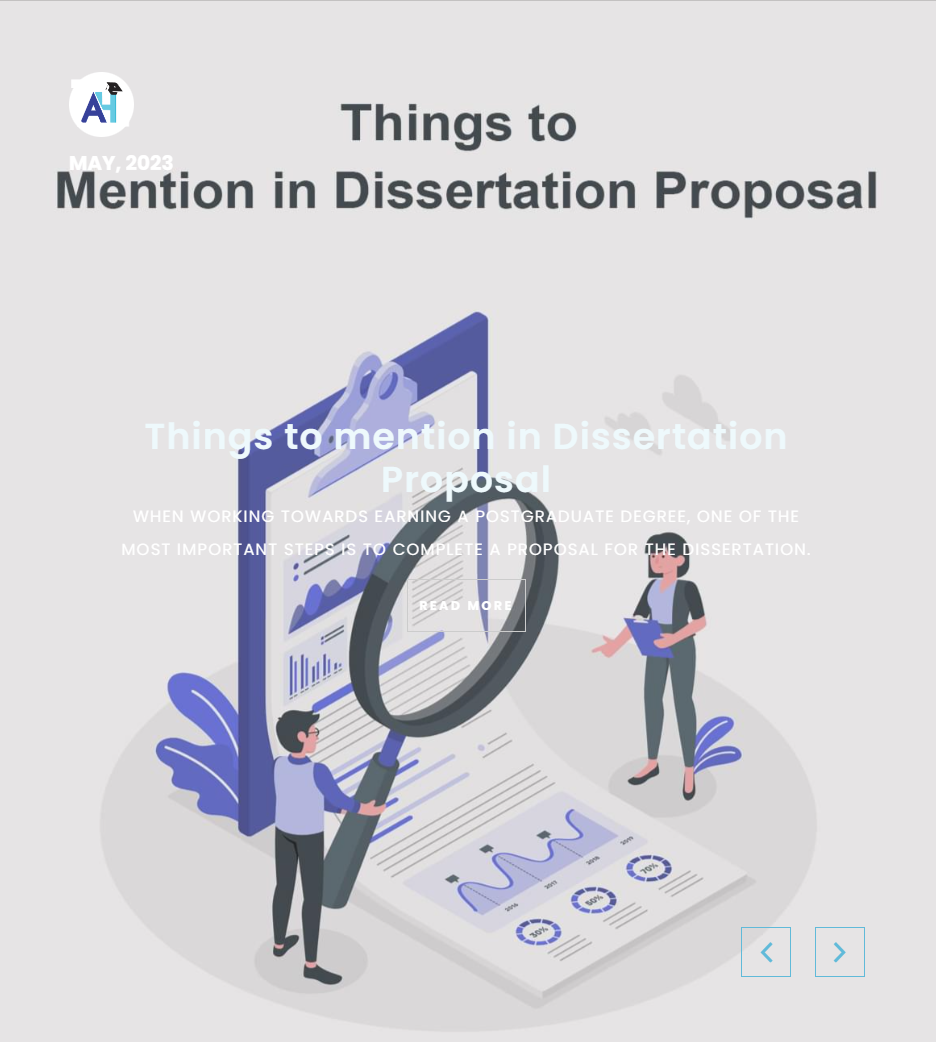 AH
Things to
MAY, 2023
Mention in Dissertation Proposal
Things to mention in Dissertation
Proposal
WHEN WORKING TOWARDS EARNING A POSTGRADUATE DEGREE, ONE OF THE
MOST IMPORTANT STEPS IS TO COMPLETE A PROPOSAL FOR THE DISSERTATION.
READ MORE
2016
2017
2018
2019
30%
50%
70%